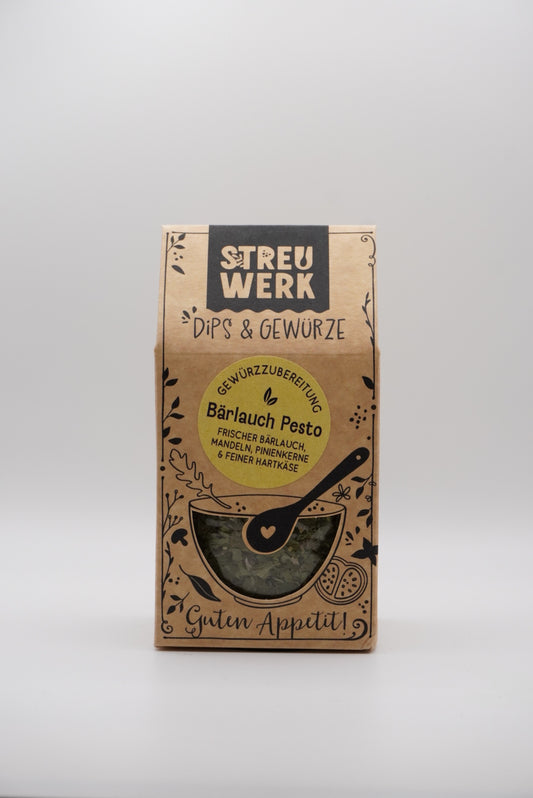 STREU
WERK
DiPS & GEWÜRZE
GEWÜRZZUBEREITUNG
Bärlauch Pesto
FRISCHER BÄRLAUCH,
MANDELN, PINIENKERNE
& FEINER HARTKÄSE
Guten Appetit!